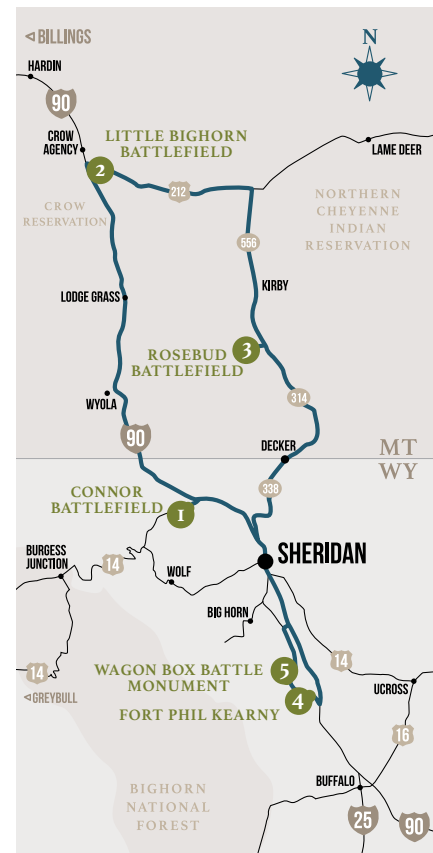 BILLINGS
N
HARDIN
90
LITTLE BIGHORN
BATTLEFIELD
CROW
AGENCY
LAME DEER
2
212
CROW
RESERVATION
NORTHERN
CHEYENNE
INDIAN
RESERVATION
556
KIRBY
LODGE GRASS
3
ROSEBUD
BATTLEFIELD
314
WYOLA
90
DECKER
MT
WY
338
CONNOR
BATTLEFIELD
1
BURGESS
JUNCTION
14
WOLF
SHERIDAN
BIG HORN
14
GREYBULL
WAGON BOX BATTLE
MONUMENT
5
4
FORT PHIL KEARNY
14
UCROSS
16
BIGHORN
NATIONAL
FOREST
BUFFALO
25
90